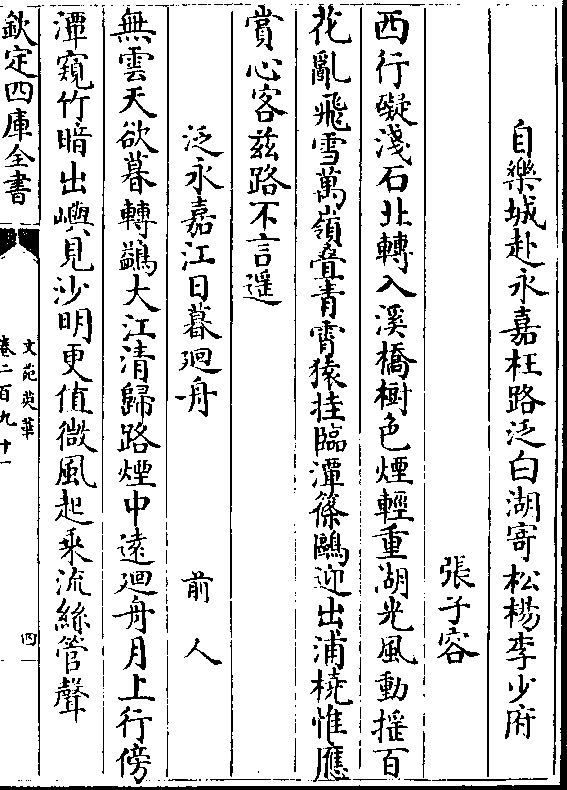 自樂城赴永嘉枉路泛白湖寄松楊李少府
張子容
西行礙淺石北轉入溪橋樹色煙輕重湖光風動揺百
花亂飛雪萬嶺疊青霄猿挂臨潭篠鷗迎出浦橈惟應
賞心客兹路不言遥
泛永嘉江日暮廻舟
前人
無雲天欲暮轉鷁大江清歸路煙中遠廻舟月上行傍
潭窺竹暗出嶼見沙明更值微風起乘流絲管聲
欽定四庫全書
文苑英華
卷二百九十一
四